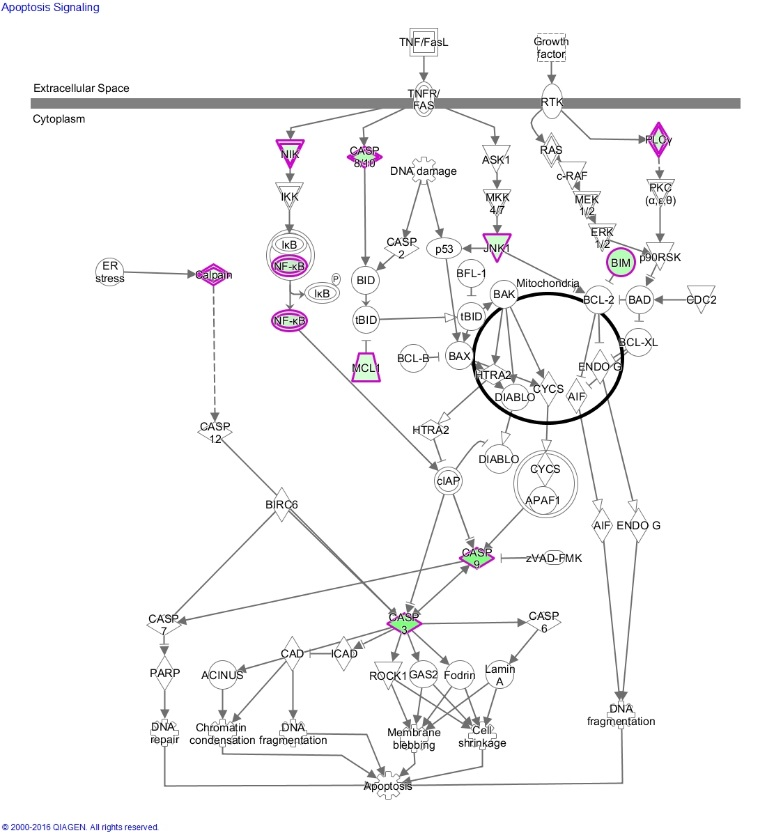 Apoptosis Signaling
TNF/FasL
Growth
factor
Extracellular Space
TNFR/
FAS
RTK
Cytoplasm
NIK
CASP
8/10
DNA damage
ASK1
RAS
PLCγ
c-RAF
IKK
MKK
4/7
MEK
1/2
PKC
(α,ε,θ)
IκB
NF-κB
CASP
2
p53
JNK1
ERK
1/2
BIM
p90RSK
ER
stress
Calpain
P
IκB
BID
BFL-1
Mitochondria
BAK
BCL-2
BAD
CDC2
NF-κB
tBID
tBID
MCL1
BCL-B
BAX
BCL-XL
ENDO G
HTRA2
DIABLO
CYCS
AIF
CASP
12
HTRA2
DIABLO
CYCS
cIAP
APAF1
BIRC6
AIF
ENDO G
CASP
9
zVAD-FMK
CASP
7
CASP
3
CASP
6
PARP
ACINUS
CAD
ICAD
ROCK1
GAS2
Fodrin
Lamin
A
DNA
repair
Chromatin
condensation
DNA
fragmentation
Membrane
blebbing
Cell
shrinkage
DNA
fragmentation
Apoptosis
© 2000-2016 QIAGEN. All rights reserved.